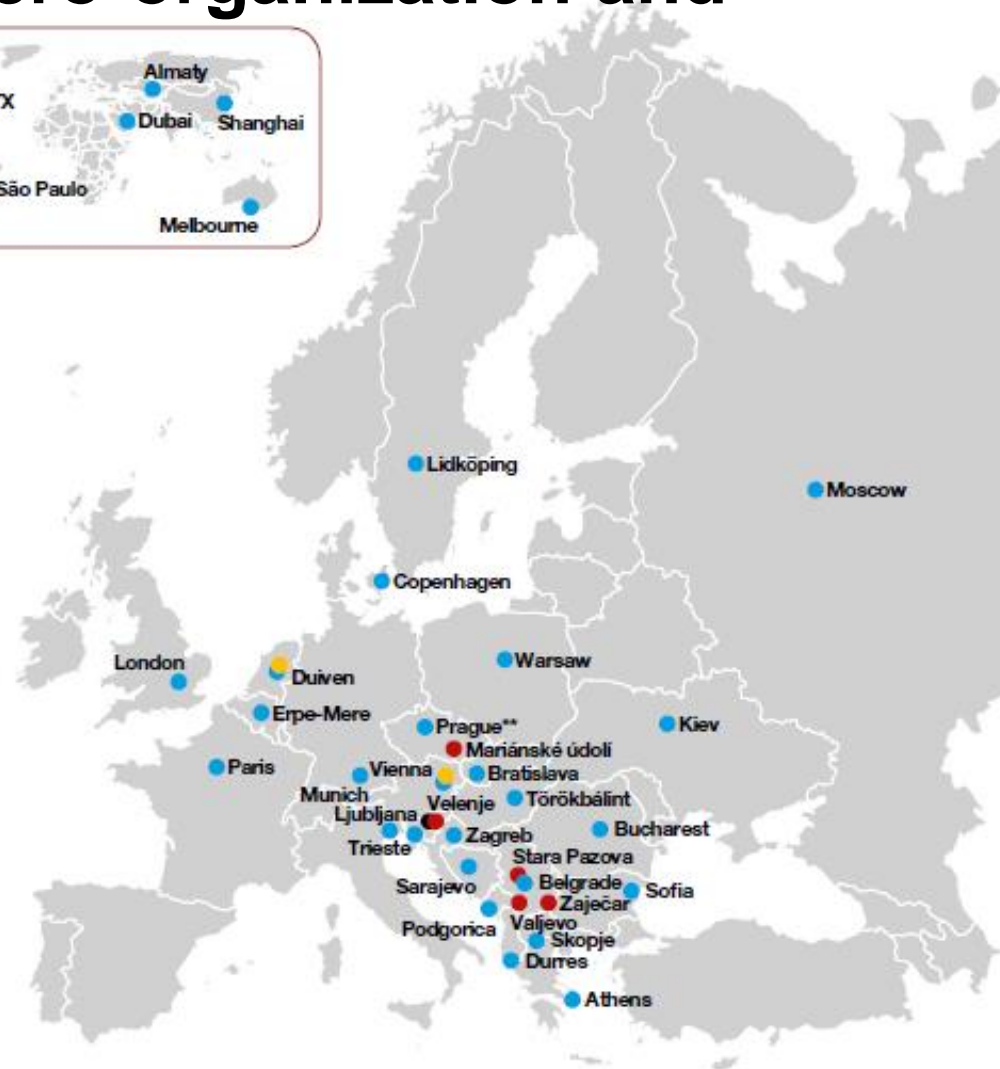 organization and
Almaty
Dubai
Shanghai
São Paulo
Melbourne
Lidköping
Moscow
Copenhagen
London
Duiven
Warsaw
Erpe-Mere
Prague**
Kiev
Mariánské údolí
Paris
Vienna
Bratislava
Munich
Velenje
Törökbálint
Ljubljana
Trieste
Zagreb
Bucharest
Stara Pazova
Sarajevo
Belgrade
Sofia
Zaječar
Podgorica
Valjevo
Skopje
Durres
Athens